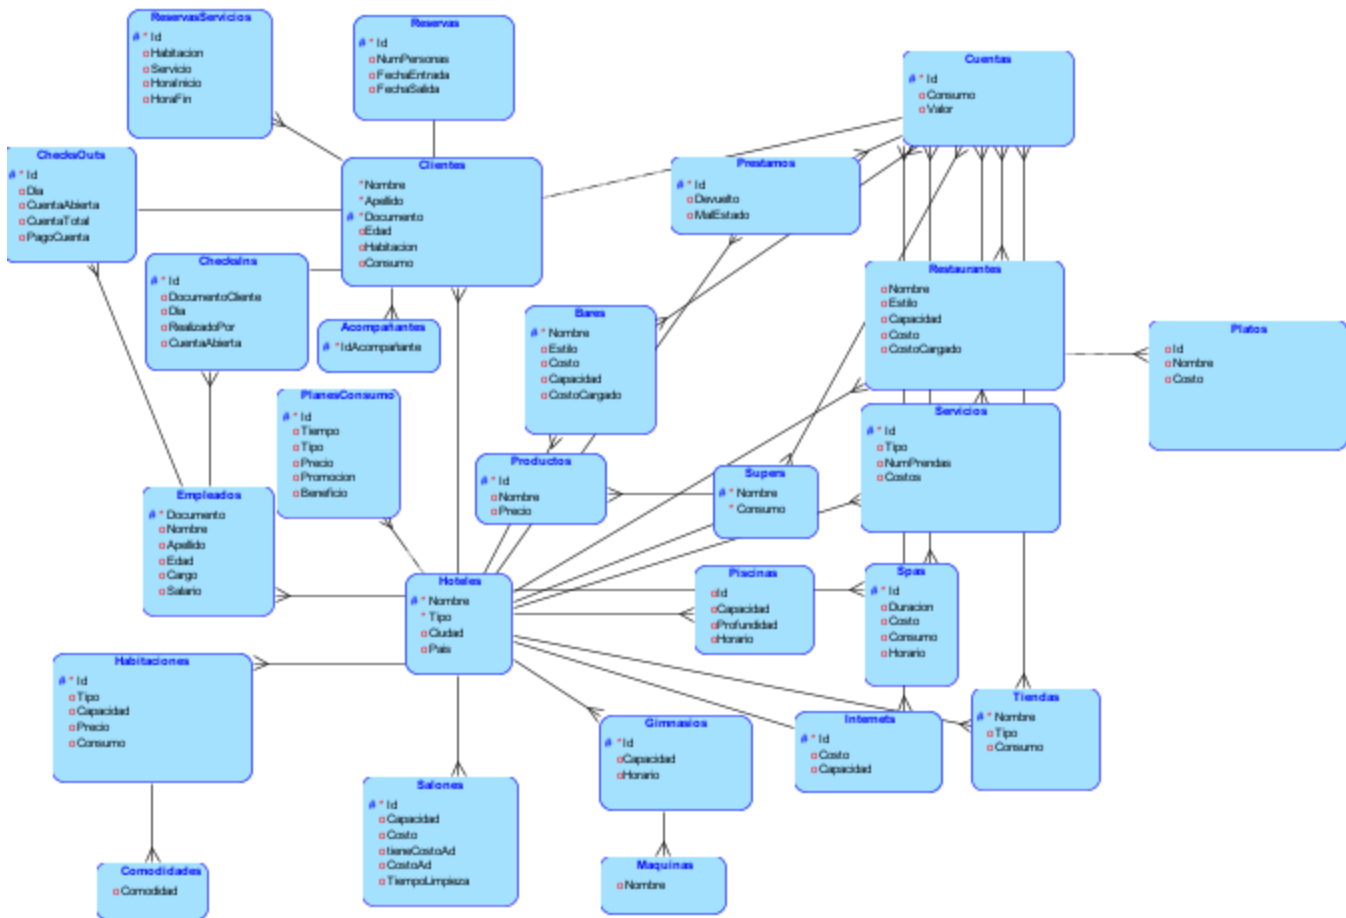 ReservasServicios
# * Id
Habitacion
Servicio
HoraInicio
HoraFin
Reservas
# * Id
NumPersonas
FechaEntrada
FechaSalida
Cuentas
# * Id
Consumo
Valor
ChecksOuts
# * Id
Dia
CuentaAbierta
CuentaTotal
PagoCuenta
Clientes
* Nombre
* Apellido
# * Documento
Edad
Habitacion
Consumo
Prestamos
# * Id
Devuelto
MalEstado
ChecksIns
# * Id
DocumentoCliente
Dia
RealizadoPor
CuentaAbierta
Acompañantes
# * IdAcompañante
Bares
# * Nombre
Estilo
Costo
Capacidad
CostoCargado
Restaurantes
Nombre
Estilo
Capacidad
Costo
CostoCargado
Platos
Id
Nombre
Costo
PlanesConsumo
# * Id
Tiempo
Tipo
Precio
Promocion
Beneficio
Servicios
# * Id
Tipo
NumPrendas
Costos
Productos
# * Id
Nombre
Precio
Supers
# * Nombre
* Consumo
Empleados
# * Documento
Nombre
Apellido
Edad
Cargo
Salario
Hoteles
# * Nombre
* Tipo
Ciudad
Pais
Piscinas
Id
Capacidad
Profundidad
Horario
Spas
# * Id
Duracion
Costo
Consumo
Horario
Habitaciones
# * Id
Tipo
Capacidad
Precio
Consumo
Tiendas
# * Nombre
Tipo
Consumo
Gimnasios
# * Id
Capacidad
Horario
Internets
# * Id
Costo
Capacidad
Salones
# * Id
Capacidad
Costo
tieneCostoAd
CostoAd
TiempoLimpieza
Comodidades
Comodidad
Maquinas
Nombre